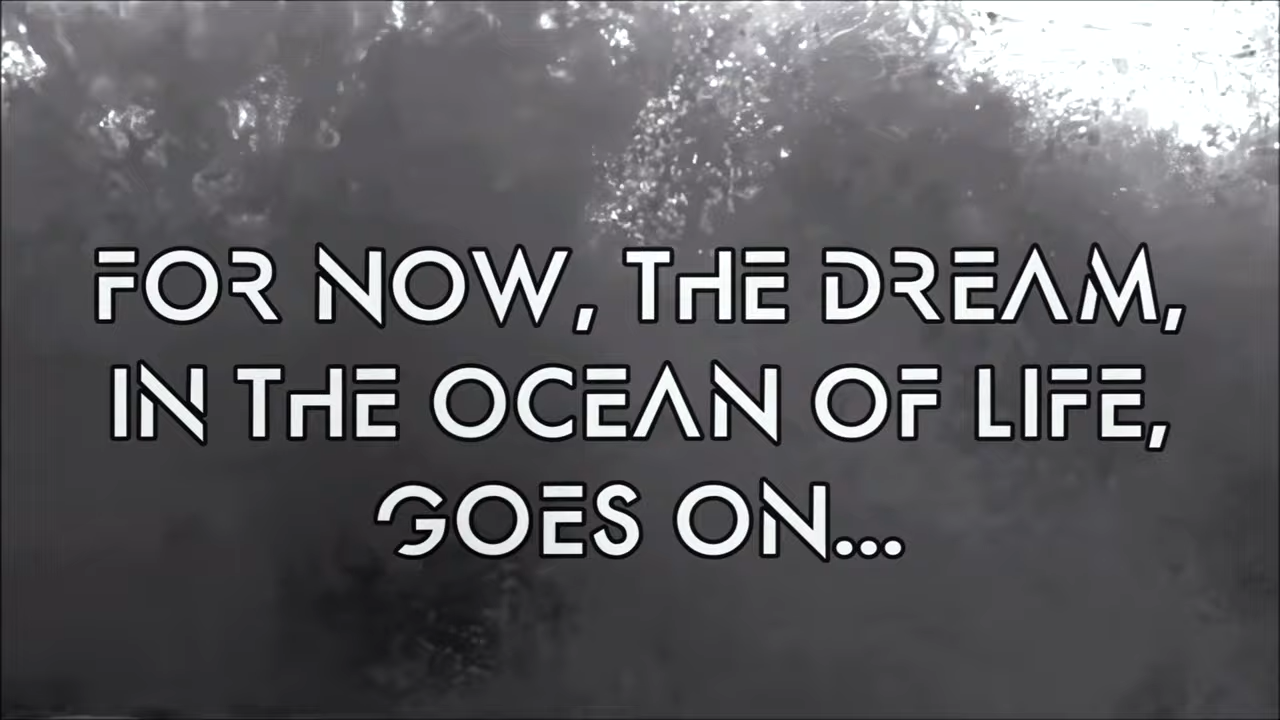 FOR NOW, THE DREAM,
IN THE OCEAN OF LIFE,
GOES ON...